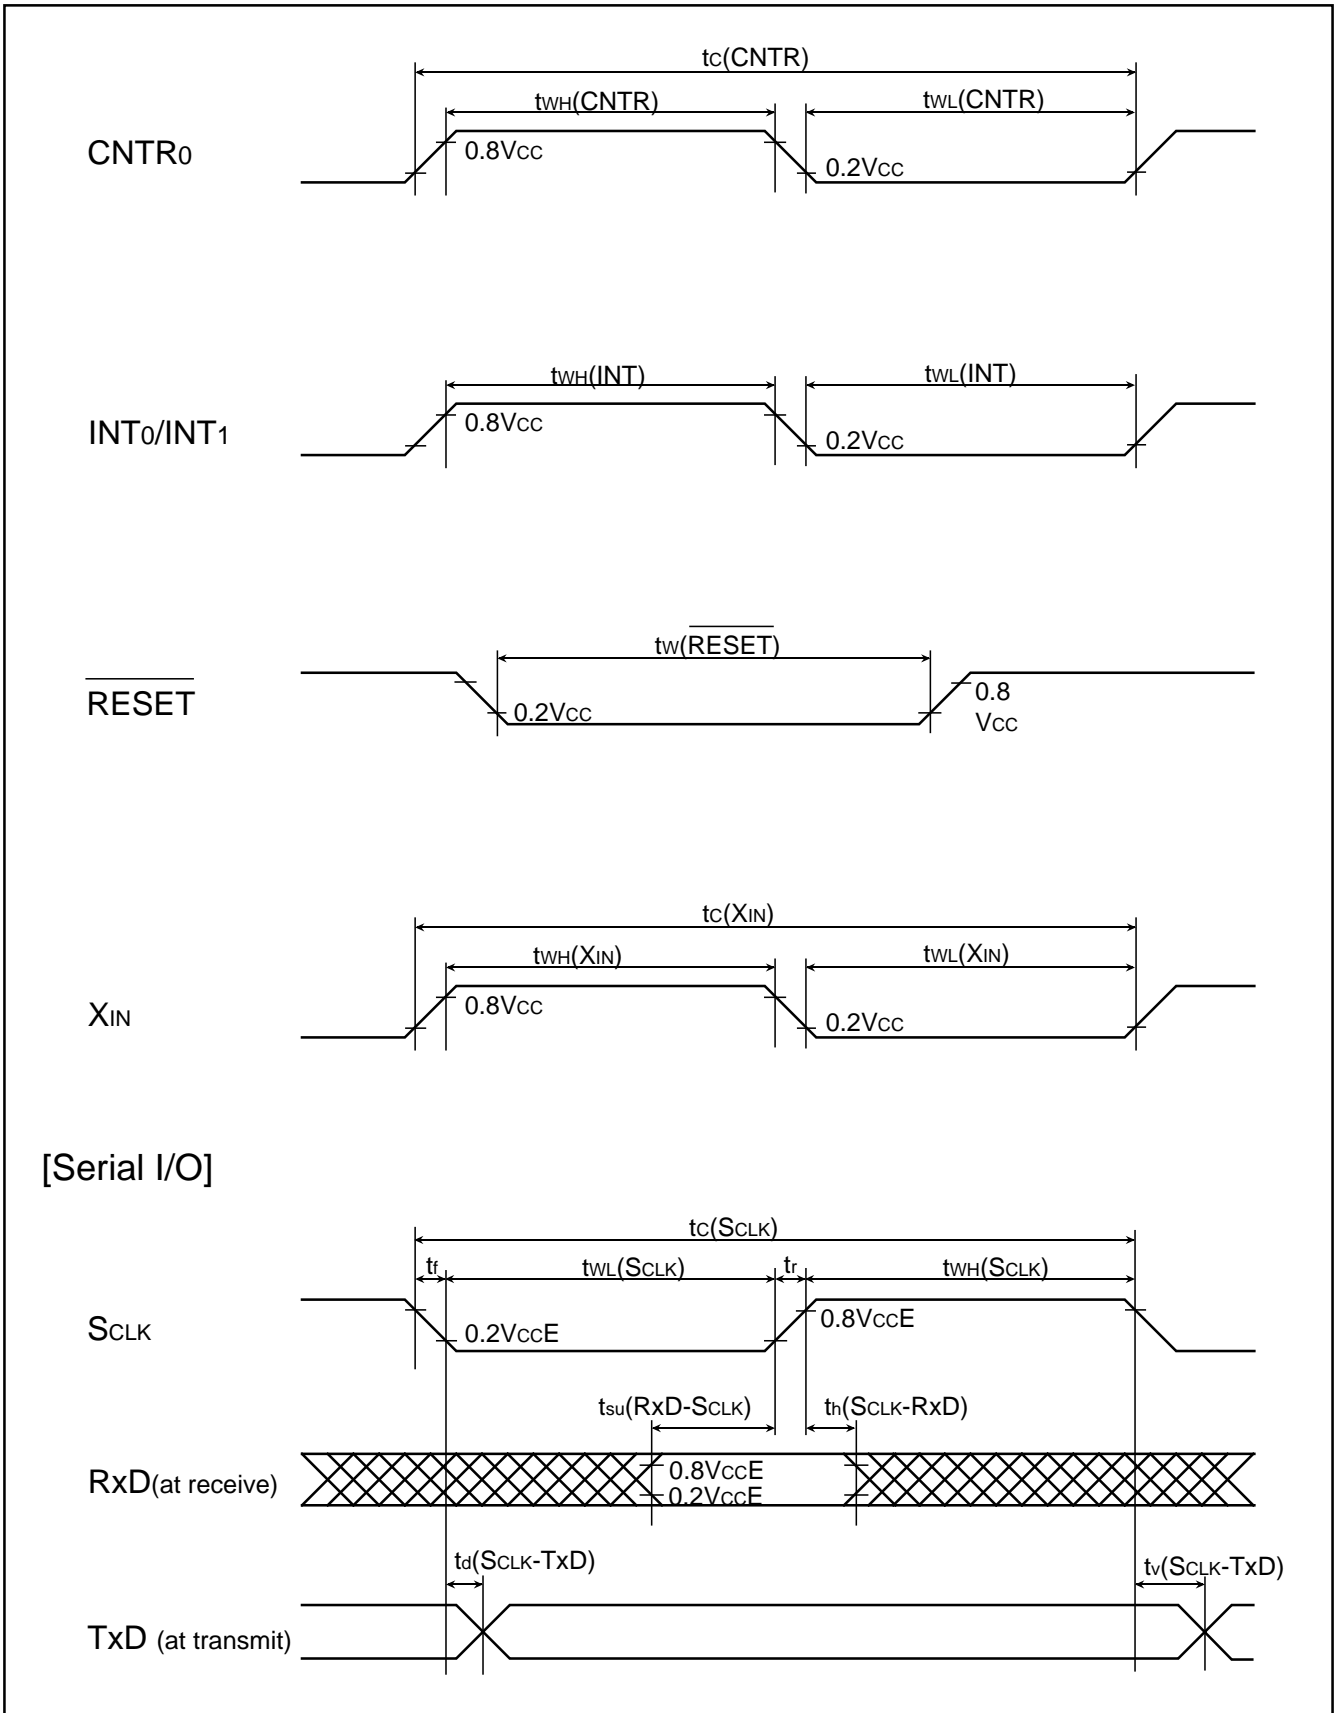 tC(CNTR)
tWH(CNTR) tWL(CNTR)
CNTR0
0.8VCC
0.2VCC
tWH(INT) tWL(INT)
INT0/INT1
0.8VCC
0.2VCC
tW(RESET)
RESET
0.2VCC
0.8
VCC
tC(XIN)
tWH(XIN) tWL(XIN)
XIN
0.8VCC
0.2VCC
[Serial I/O]
tC(SCLK)
tf tWL(SCLK) tr tWH(SCLK)
SCLK
0.2VCCE
0.8VCCE
tsu(RxD-SCLK) th(SCLK-RxD)
RxD(at receive)
0.8VCCE
0.2VCCE
td(SCLK-TxD) tv(SCLK-TxD)
TxD (at transmit)